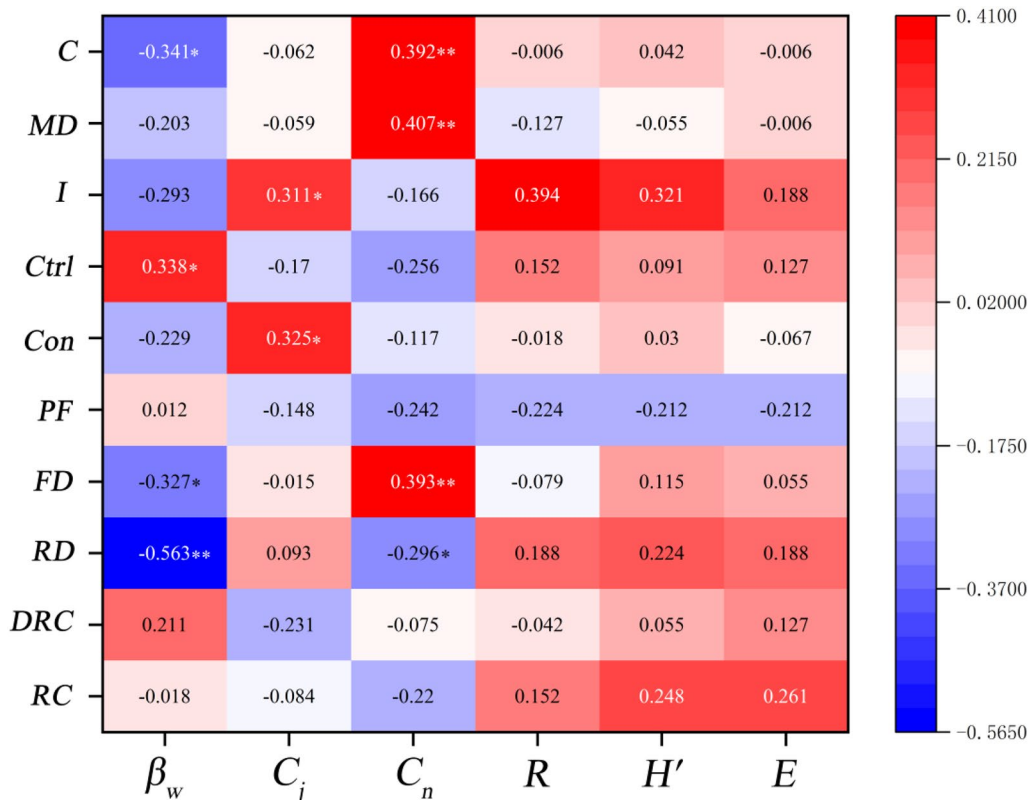 C -0.341* -0.062 0.392** -0.006 0.042 -0.006
MD -0.203 -0.059 0.407** -0.127 -0.055 -0.006
I -0.293 0.311* -0.166 0.394 0.321 0.188
Ctrl 0.338* -0.17 -0.256 0.152 0.091 0.127
Con -0.229 0.325* -0.117 -0.018 0.03 -0.067
PF 0.012 -0.148 -0.242 -0.224 -0.212 -0.212
FD -0.327* -0.015 0.393** -0.079 0.115 0.055
RD -0.563** 0.093 -0.296* 0.188 0.224 0.188
DRC 0.211 -0.231 -0.075 -0.042 0.055 0.127
RC -0.018 -0.084 -0.22 0.152 0.248 0.261
β_w C_j C_n R H′ E
0.4100
0.2150
0.02000
-0.1750
-0.3700
-0.5650